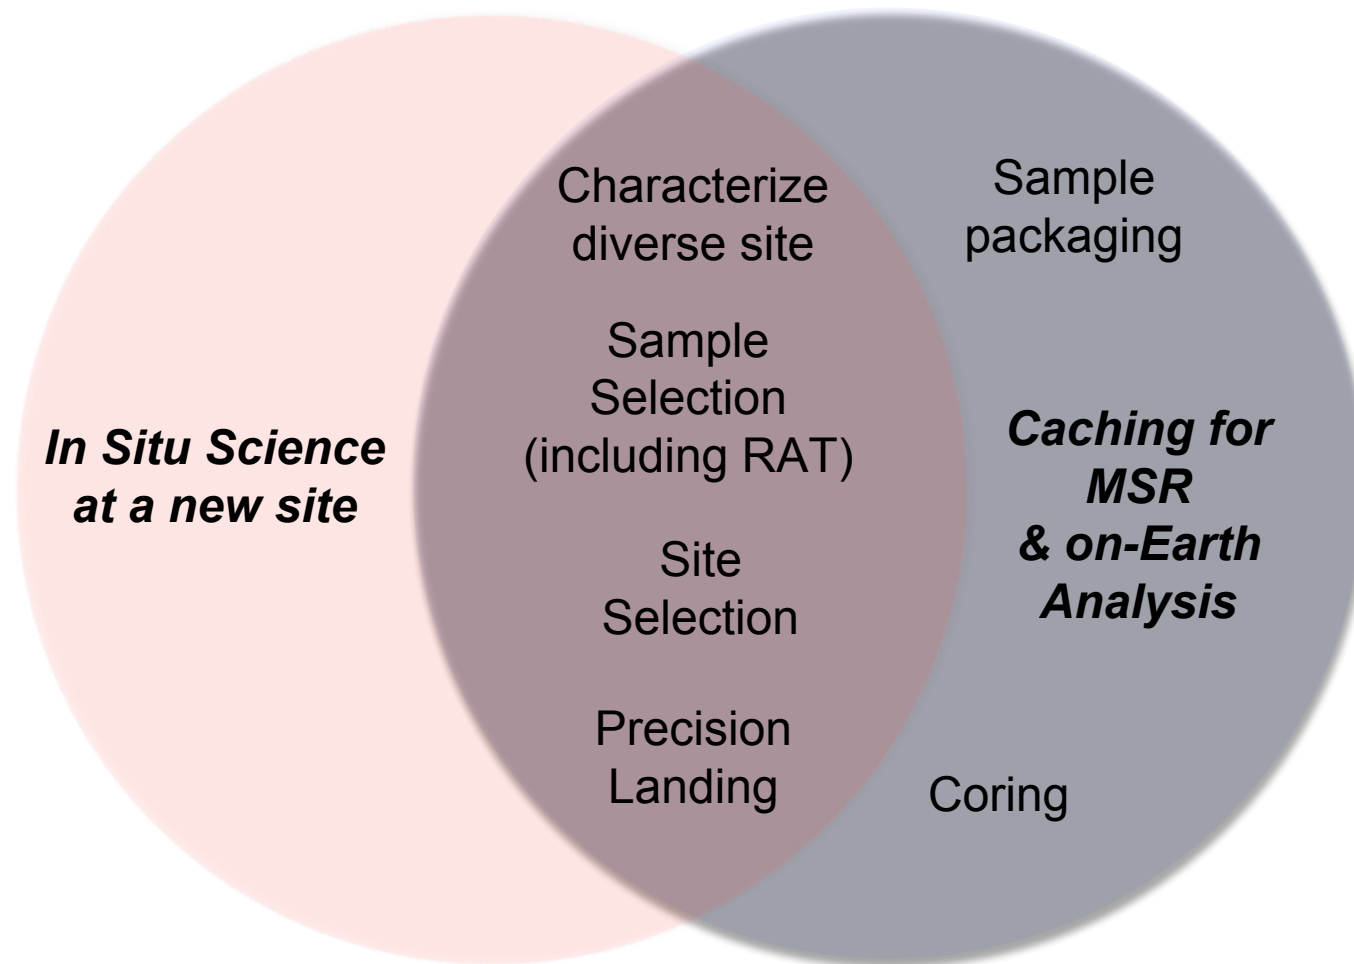 In Situ Science
at a new site
Characterize
diverse site
Sample
Selection
(including RAT)
Site
Selection
Precision
Landing
Sample
packaging
Caching for
MSR
& on-Earth
Analysis
Coring